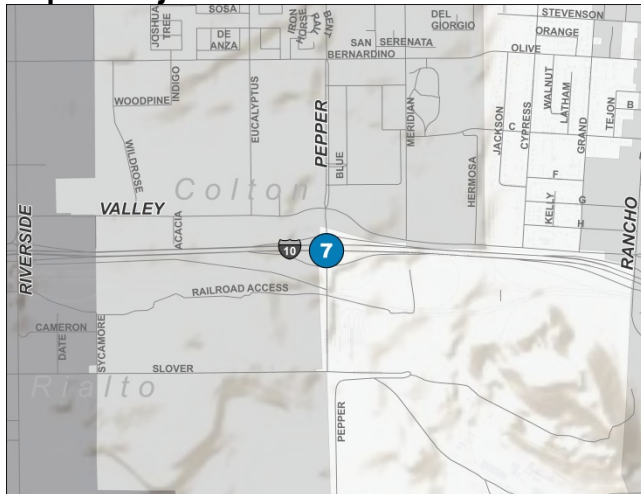 SOSA
JOSHUA
TREE
DE
ANZA
IRON
HORSE
BENT
RAIL
SAN
BERNARDINO
SERENATA
DEL
GIORGIO
STEVENSON
ORANGE
OLIVE
WOODPINE
INDIGO
EUCALYPTUS
PEPPER
BLUE
MERIDIAN
JACKSON
C
CYPRESS
WALNUT
LATHAM
GRAND
TEJON
B
WILDROSE
Colton
HERMOSA
F
KELLY
G
H
VALLEY
ACACIA
RIVERSIDE
10
7
RANCHO
RAILROAD ACCESS
CAMERON
DATE
SYCAMORE
SLOVER
Rialto
PEPPER